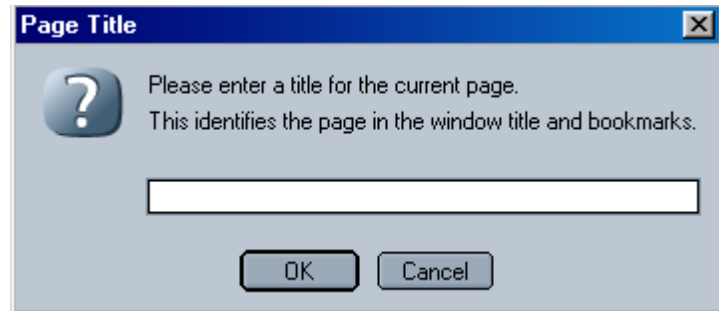 Page Title
Please enter a title for the current page.
This identifies the page in the window title and bookmarks.
OK
Cancel